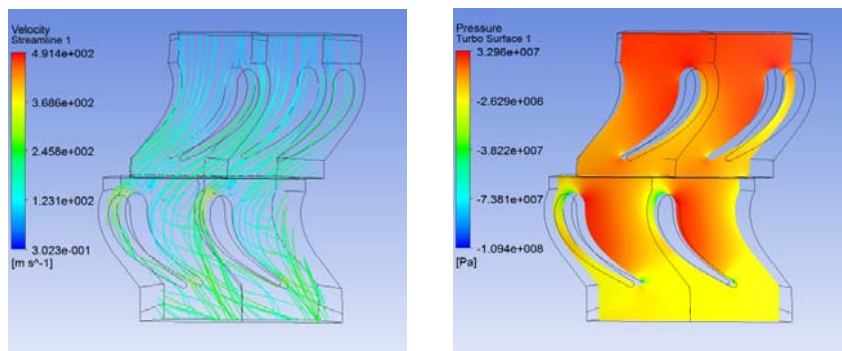 Velocity
Streamline 1
4.914e+002
3.686e+002
2.458e+002
1.231e+002
3.023e-001
[m s^-1]
Pressure
Turbo Surface 1
3.296e+007
-2.629e+006
-3.822e+007
-7.381e+007
-1.094e+008
[Pa]